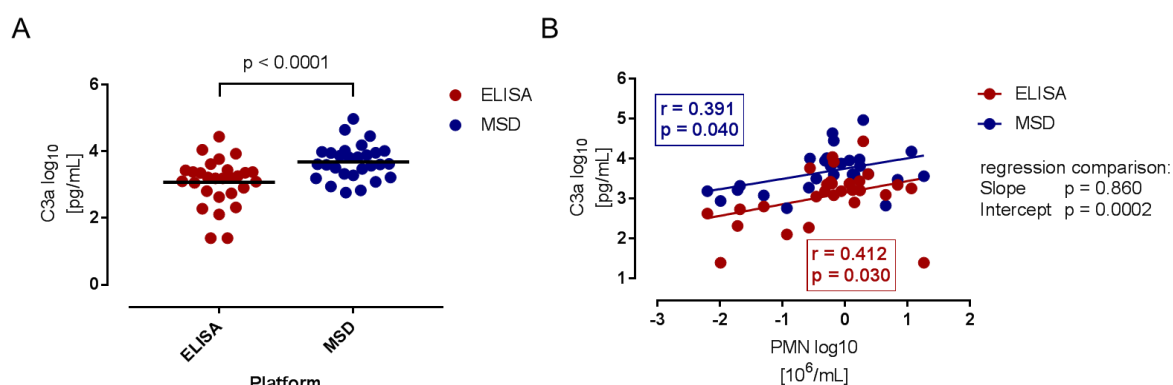 A
p < 0.0001
ELISA
MSD
C3a log10
[pg/mL]
6
4
2
0
ELISA
MSD
Platform
B
r = 0.391
p = 0.040
ELISA
MSD
regression comparison:
Slope p = 0.860
Intercept p = 0.0002
C3a log10
[pg/mL]
6
5
4
3
2
1
r = 0.412
p = 0.030
-3 -2 -1 0 1 2
PMN log10
[10^6/mL]